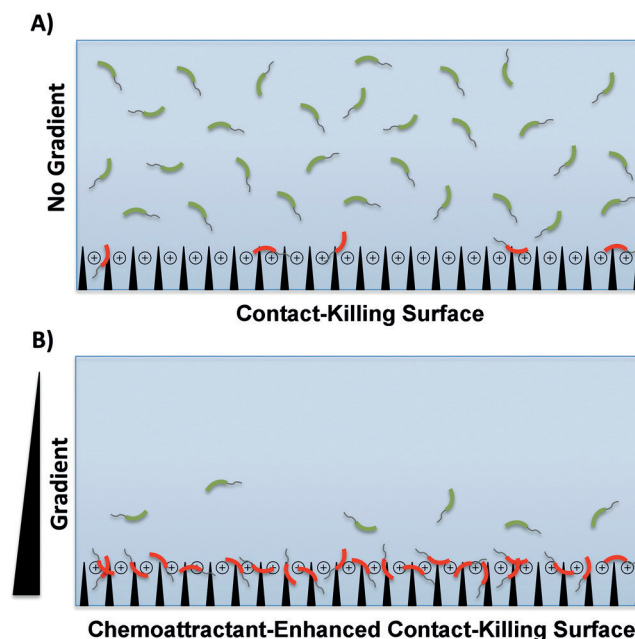 A)
No Gradient
Contact-Killing Surface
B)
Gradient
Chemoattractant-Enhanced Contact-Killing Surface